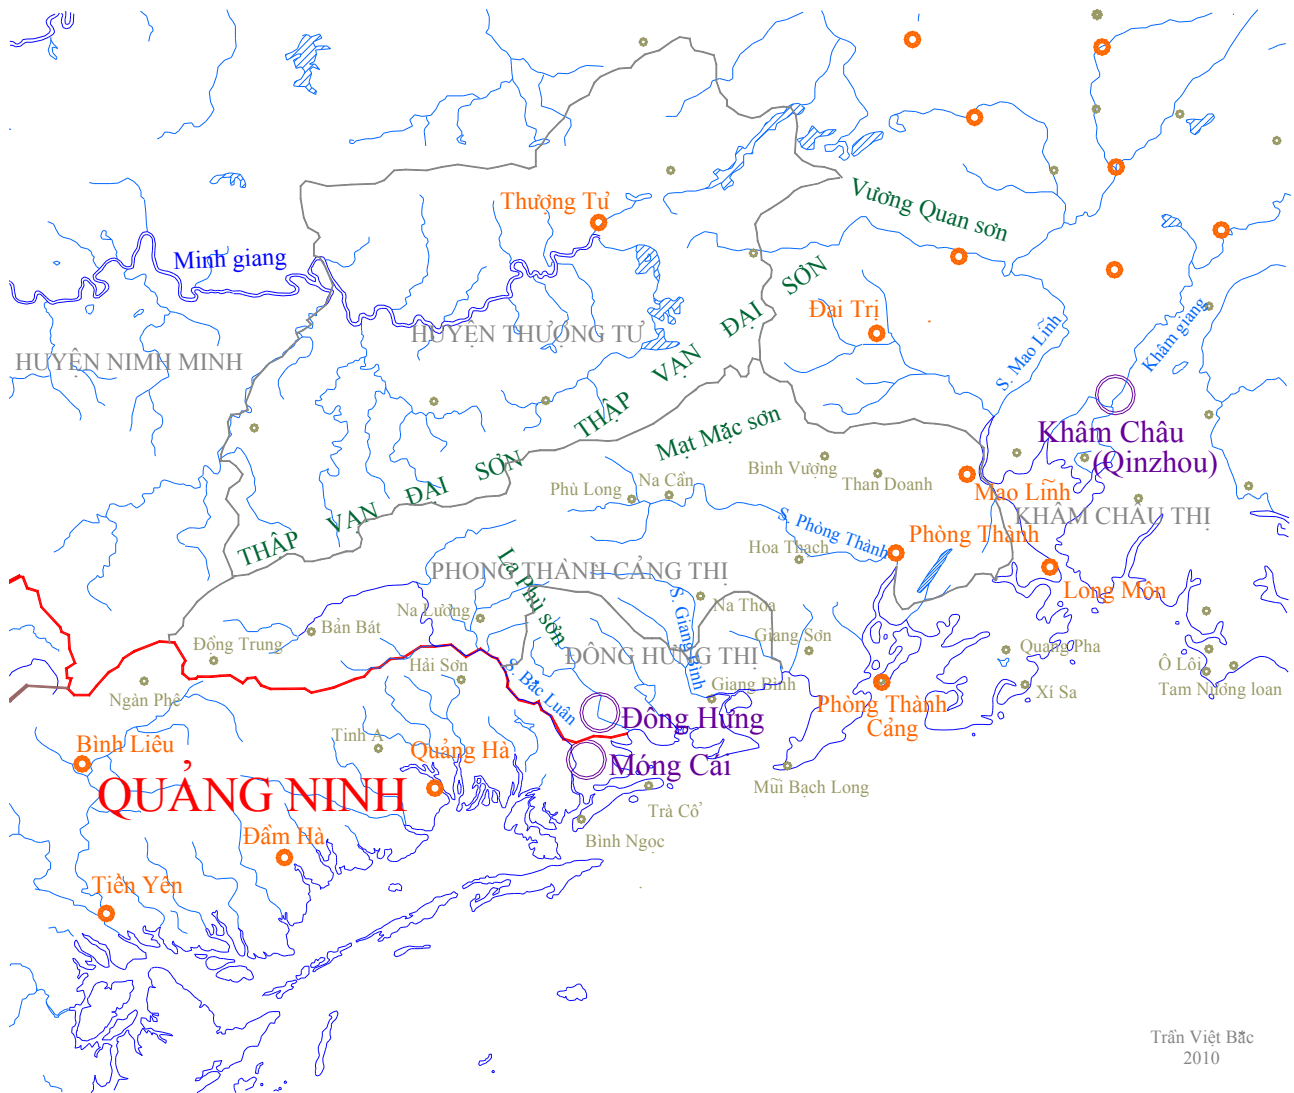 Thượng Tư
Vương Quan sơn
Minh giang
THẬP VẠN ĐẠI SƠN
Đai Trị
HUYỆN THƯỢNG TƯ
HUYỆN NIMH MINH
S. Mao Lĩnh
Khâm giang
Mạt Mặc sơn
Khâm Châu
(Qinzhou)
Bình Vượng
Than Doanh
Mao Lĩnh
Phù Long
Na Cần
THẬP VẠN ĐẠI SƠN
KHÂM CHÂU THỊ
S. Phòng Thành
Phòng Thành
Hoa Thạch
La Phù sơn
PHONG THÀNH CẢNG THỊ
Long Môn
Na Lương
S. Giang Bình
Na Thoa
Bản Bát
Giang Sơn
Động Trung
ĐÔNG HƯNG THỊ
Quang Pha
Hải Sơn
S. Bắc Luân
Ô Lôi
Ngàn Phê
Giang Bình
Xí Sa
Tam Nương loan
Phòng Thành
Cảng
Đông Hưng
Tinh A
Bình Liêu
Quảng Hà
Móng Cái
Mũi Bạch Long
QUẢNG NINH
Trà Cổ
Đầm Hà
Bình Ngọc
Tiên Yên
Trần Việt Bắc
2010